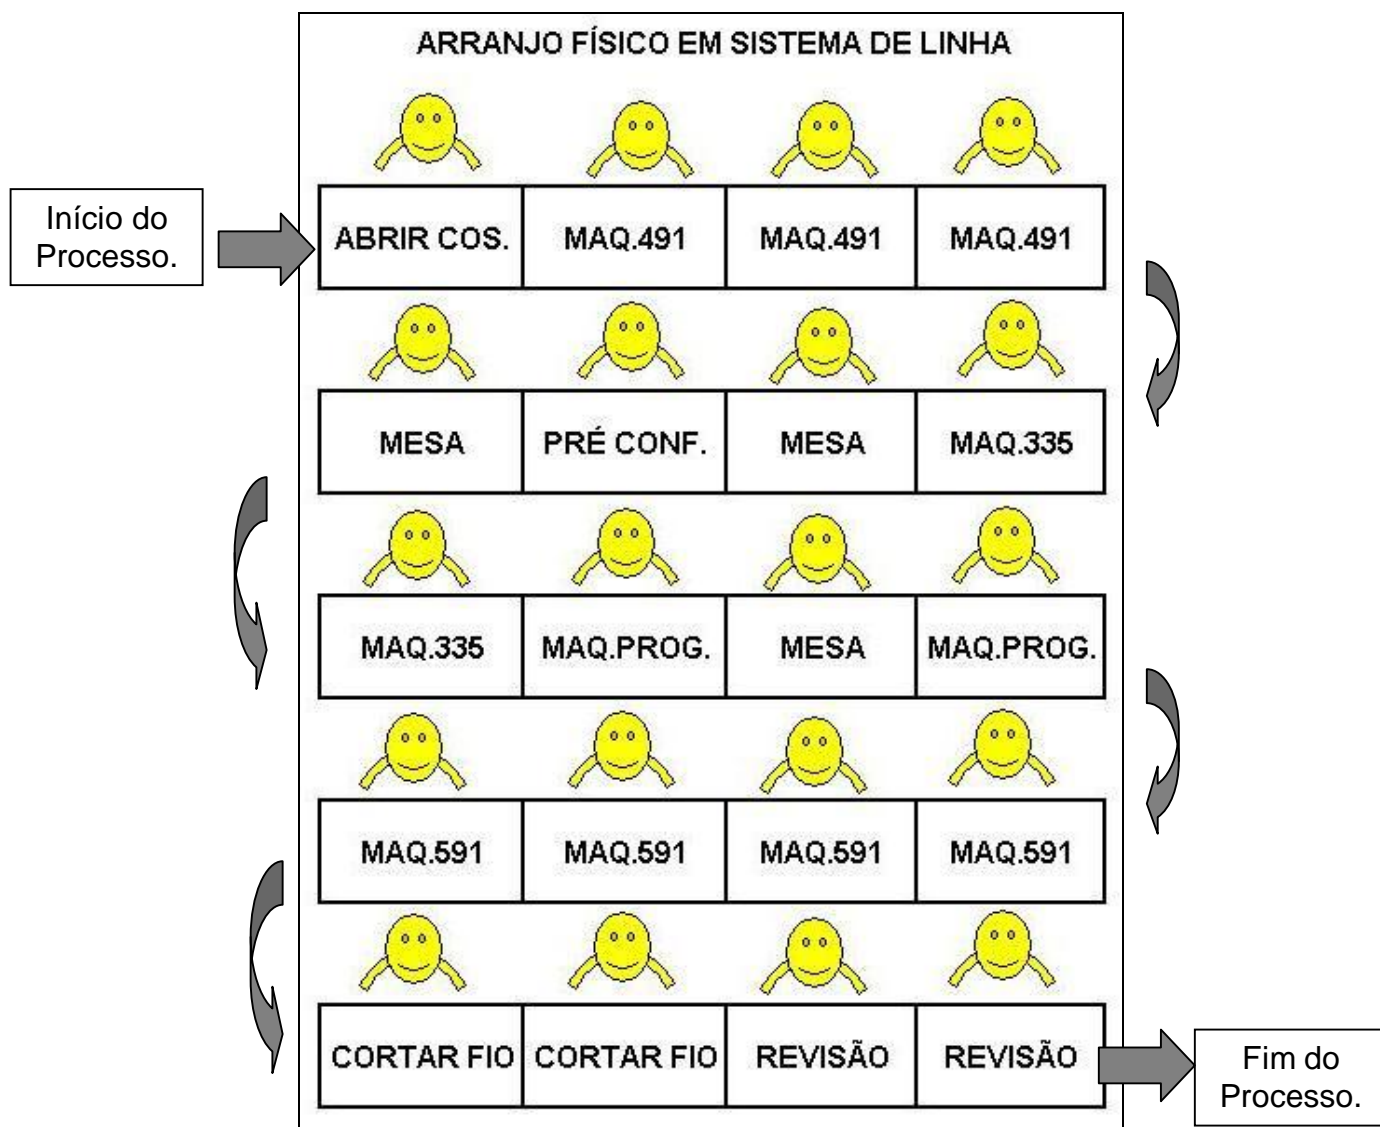 ARRANJO FÍSICO EM SISTEMA DE LINHA
Início do
Processo.
ABRIR COS. MAQ.491 MAQ.491 MAQ.491
MESA PRÉ CONF. MESA MAQ.335
MAQ.335 MAQ.PROG. MESA MAQ.PROG.
MAQ.591 MAQ.591 MAQ.591 MAQ.591
CORTAR FIO CORTAR FIO REVISÃO REVISÃO
Fim do
Processo.